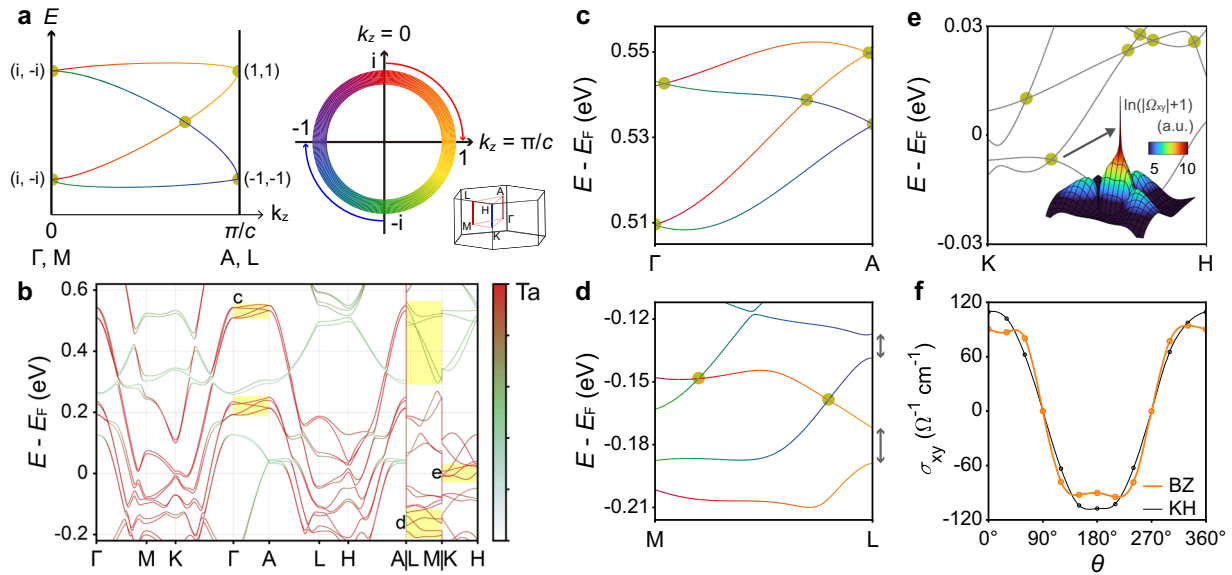 a
E
(i, -i)
(1,1)
(i, -i)
(-1,-1)
0
π/c
k_z
Γ, M
A, L
k_z = 0
i
-1
k_z = π/c
1
-i
L
A
H
Γ
M
K
b
Ta
E - E_F (eV)
0.6
0.4
0.2
0
-0.2
c
d
e
Γ M K Γ A L H A L M K H
c
E - E_F (eV)
0.55
0.53
0.51
Γ A
d
E - E_F (eV)
-0.12
-0.15
-0.18
-0.21
M L
e
E - E_F (eV)
0.03
0
-0.03
ln(|Ω_xy|+1)
(a.u.)
5 10
K H
f
σ_xy (Ω⁻¹ cm⁻¹)
120
60
0
-60
-120
BZ
KH
0° 90° 180° 270° 360°
θ